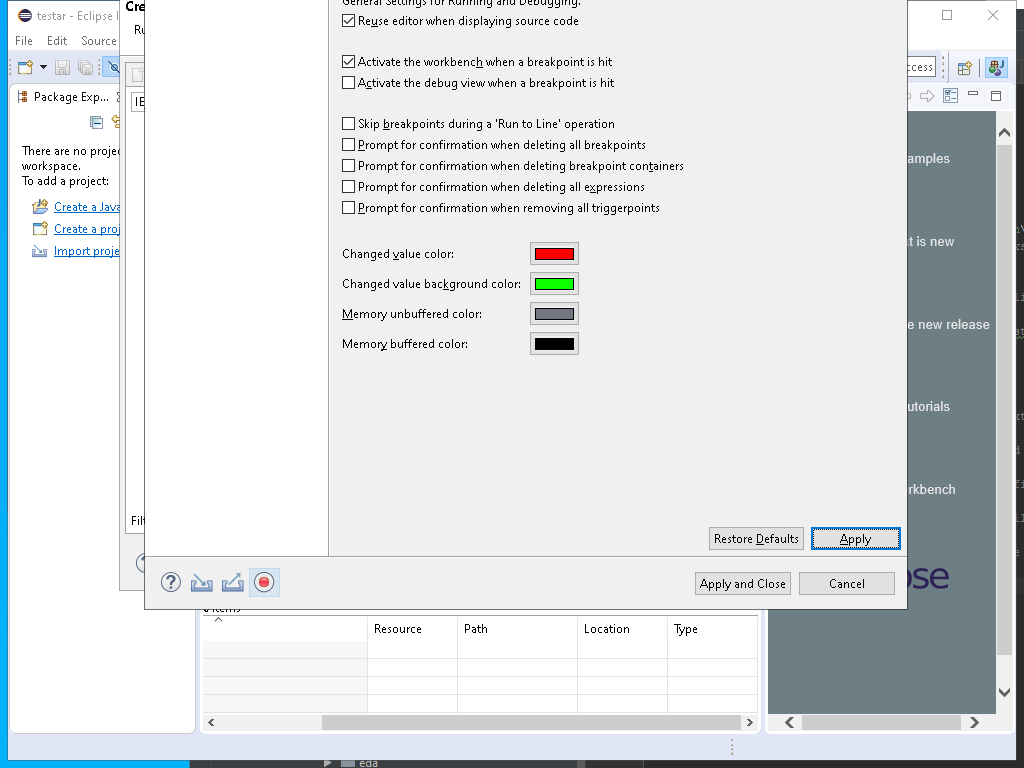 testar - Eclipse I
Cre
General Settings for Running and Debugging.
File Edit Source
Ru
Reuse editor when displaying source code
Activate the workbench when a breakpoint is hit
Activate the debug view when a breakpoint is hit
cess
Package Exp...
There are no projec
workspace.
To add a project:
Create a Java
Create a proj
Import proje
Skip breakpoints during a 'Run to Line' operation
Prompt for confirmation when deleting all breakpoints
Prompt for confirmation when deleting breakpoint containers
Prompt for confirmation when deleting all expressions
Prompt for confirmation when removing all triggerpoints
Changed value color:
Changed value background color:
Memory unbuffered color:
Memory buffered color:
amples
t is new
e new release
utorials
rkbench
Filt
Restore Defaults
Apply
Apply and Close
Cancel
ose
Resource Path Location Type
eda